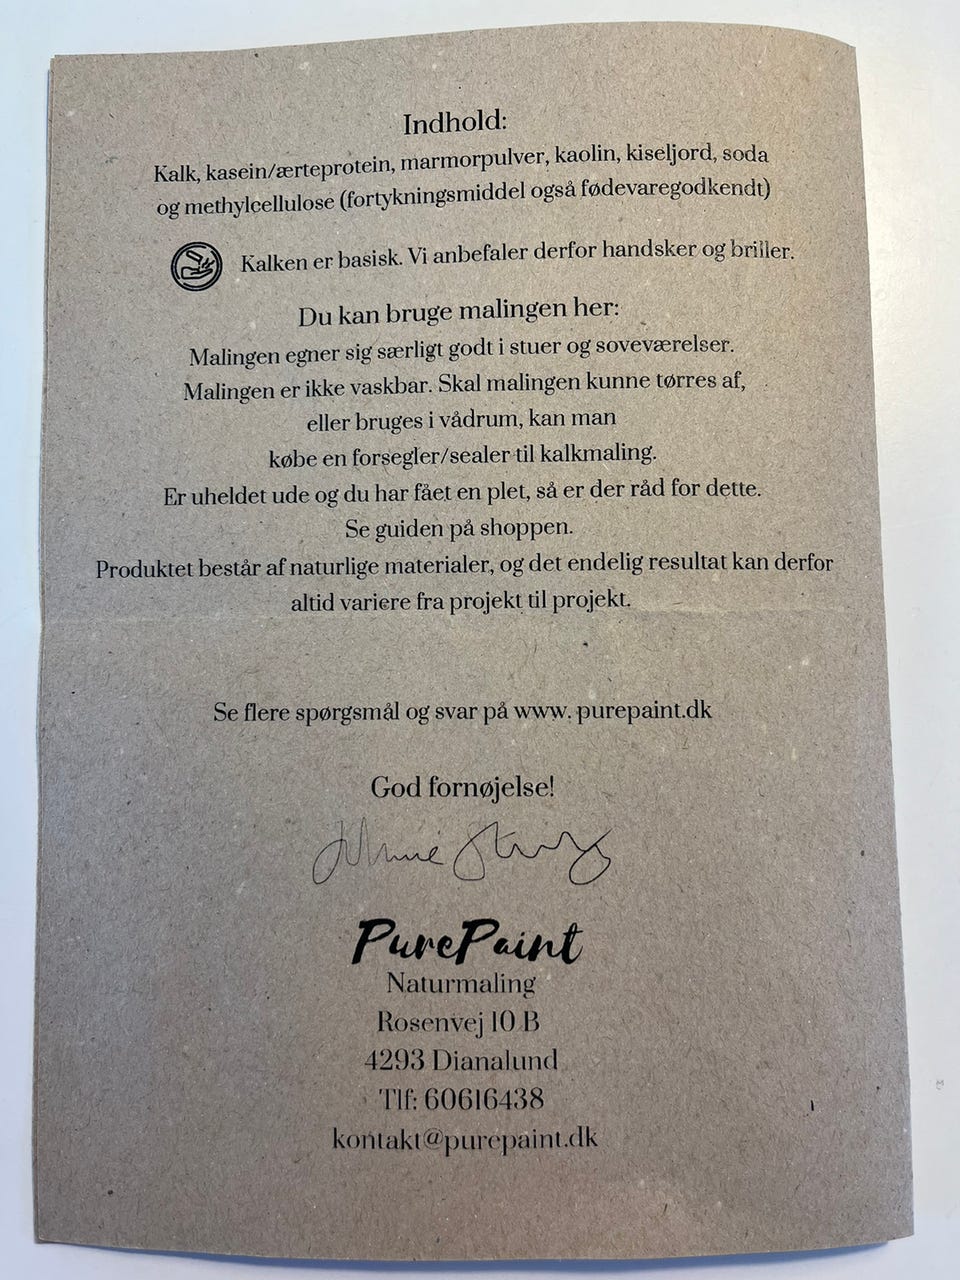 Indhold:
Kalk, kasein/ærteprotein, marmorpulver, kaolin, kiseljord, soda
og methylcellulose (fortykningsmiddel også fødevaregodkendt)
Kalken er basisk. Vi anbefaler derfor handsker og briller.
Du kan bruge malingen her:
Malingen egner sig særligt godt i stuer og soveværelser.
Malingen er ikke vaskbar. Skal malingen kunne tørres af,
eller bruges i vådrum, kan man
købe en forsegler/sealer til kalkmaling.
Er uheldet ude og du har fået en plet, så er der råd for dette.
Se guiden på shoppen.
Produktet består af naturlige materialer, og det endelig resultat kan derfor
altid variere fra projekt til projekt.
Se flere spørgsmål og svar på www. purepaint.dk
God fornøjelse!
PurePaint
Naturmaling
Rosenvej 10 B
4293 Dianalund
Tlf: 60616438
kontakt@purepaint.dk